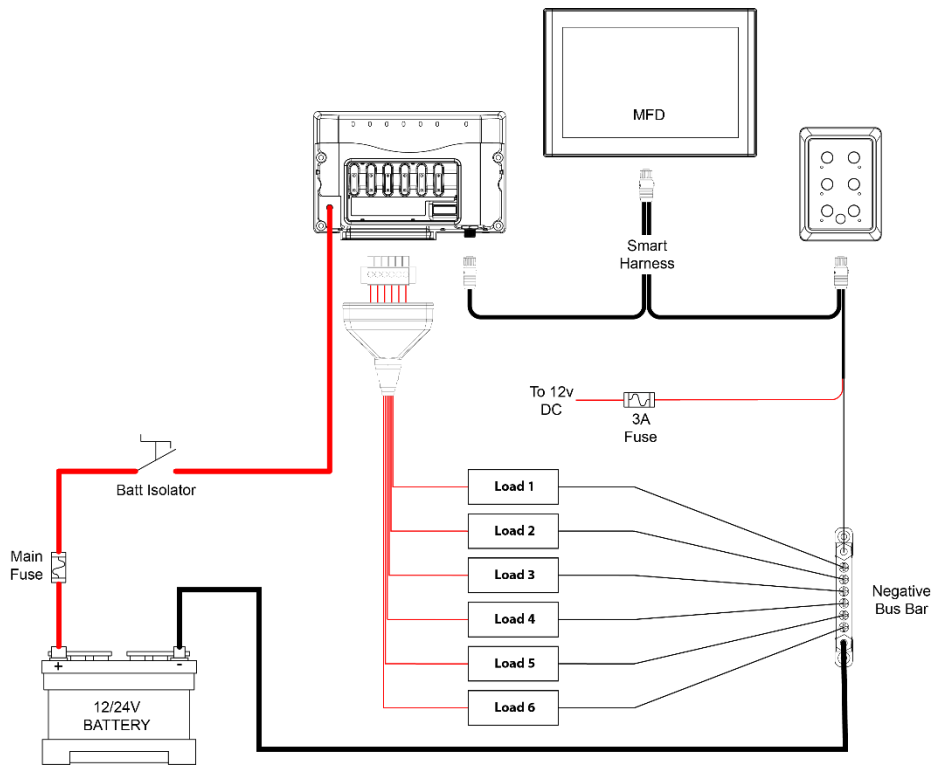 MFD
Smart
Harness
To 12v
DC
3A
Fuse
Batt Isolator
Load 1
Load 2
Load 3
Load 4
Load 5
Load 6
Main
Fuse
Negative
Bus Bar
+ -
12/24V
BATTERY